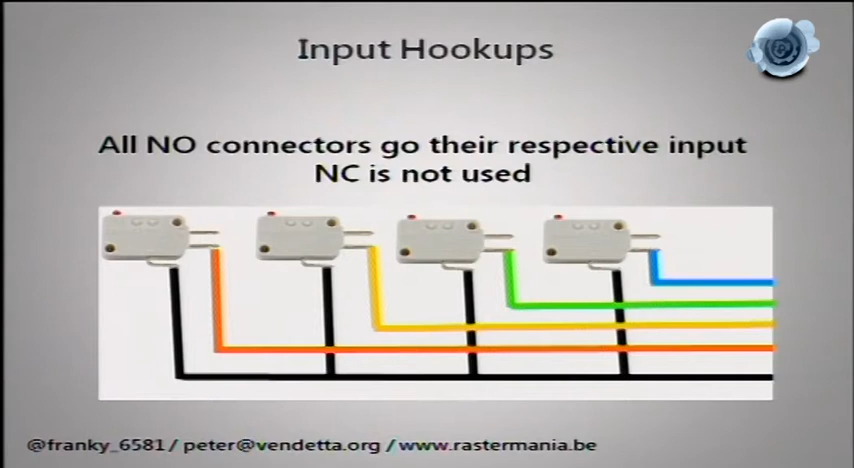 Input Hookups
All NO connectors go their respective input
NC is not used
@franky_6581/ peter@vendetta.org /www.rastermania.be